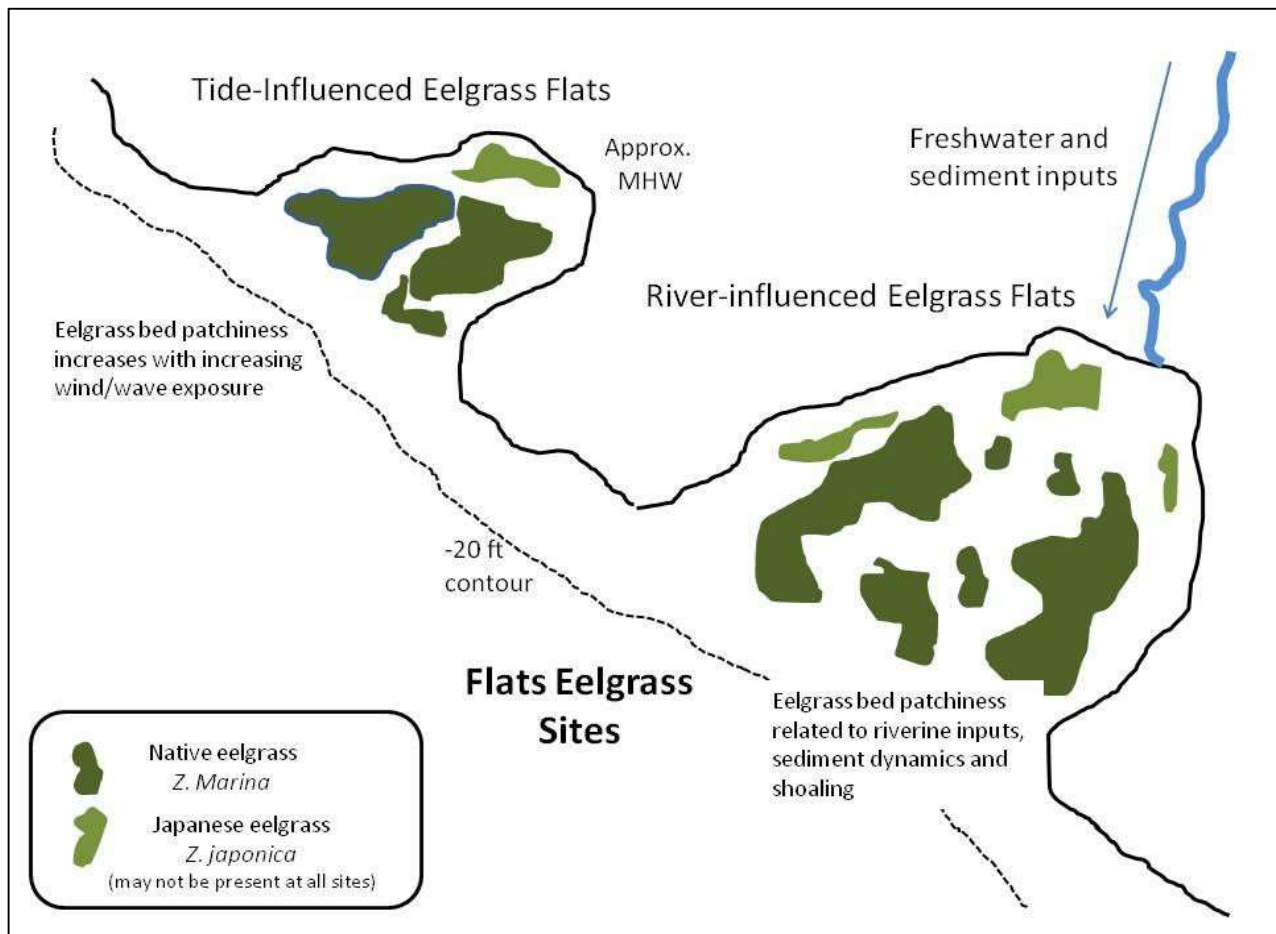 Tide-Influenced Eelgrass Flats
Approx.
MHW
Freshwater and
sediment inputs
River-influenced Eelgrass Flats
Eelgrass bed patchiness
increases with increasing
wind/wave exposure
-20 ft
contour
Flats Eelgrass
Sites
Eelgrass bed patchiness
related to riverine inputs,
sediment dynamics and
shoaling
Native eelgrass
Z. Marina
Japanese eelgrass
Z. japonica
(may not be present at all sites)